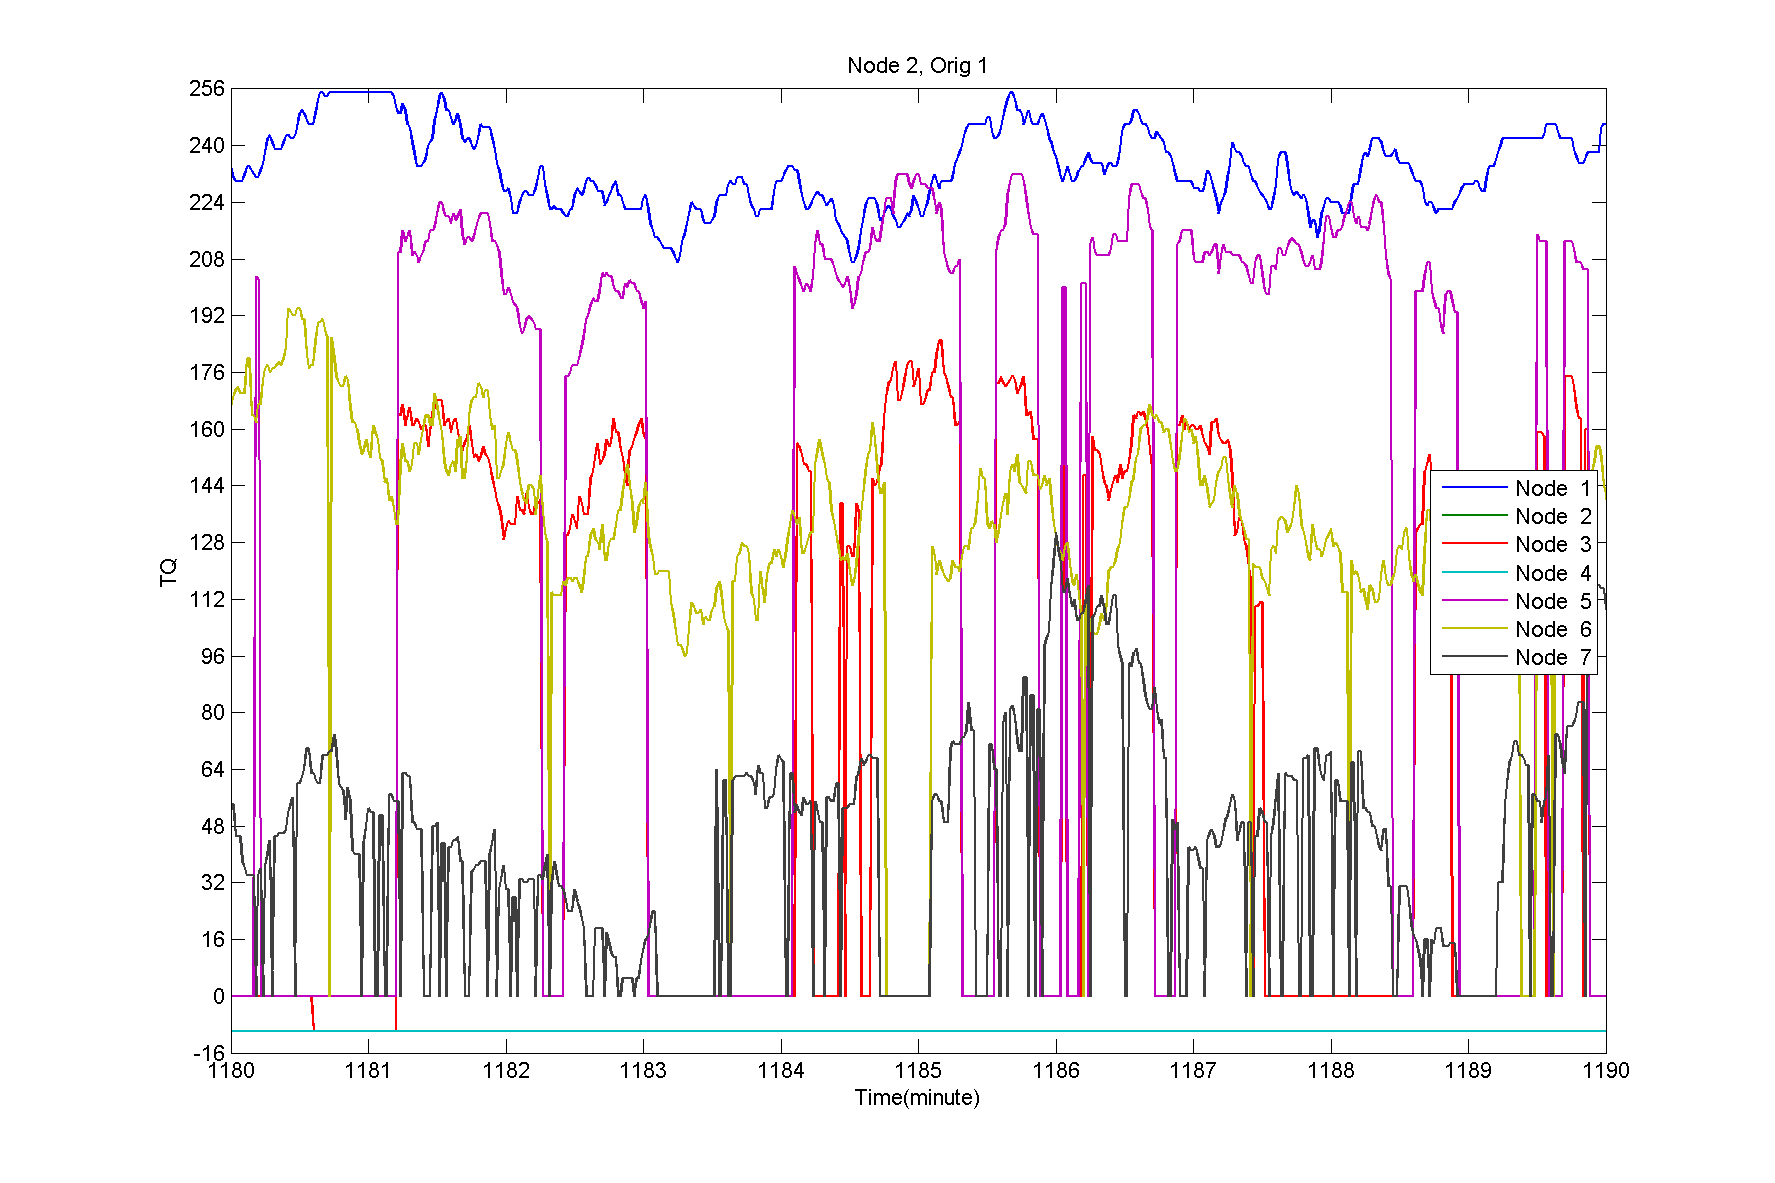 Node 2, Orig 1
256
240
224
208
192
176
160
144
128
112
96
80
64
48
32
16
0
-16
TQ
Node 1
Node 2
Node 3
Node 4
Node 5
Node 6
Node 7
1180 1181 1182 1183 1184 1185 1186 1187 1188 1189 1190
Time(minute)